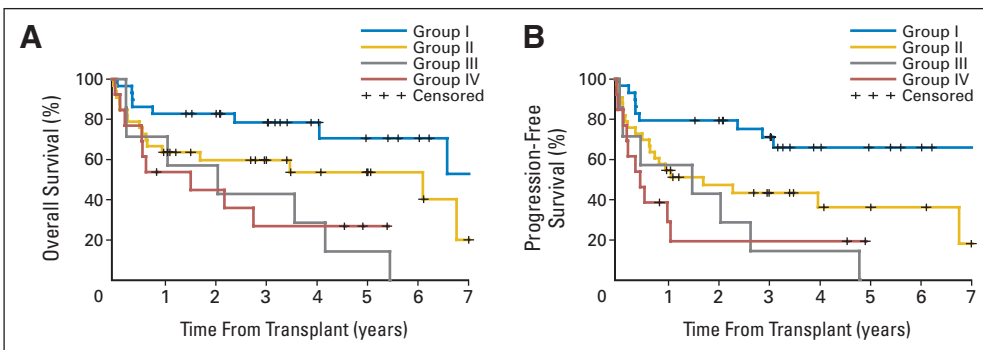 A
Group I
Group II
Group III
Group IV
Censored
Overall Survival (%)
100
80
60
40
20
0 1 2 3 4 5 6 7
Time From Transplant (years)
B
Group I
Group II
Group III
Group IV
Censored
Progression-Free
Survival (%)
100
80
60
40
20
0 1 2 3 4 5 6 7
Time From Transplant (years)